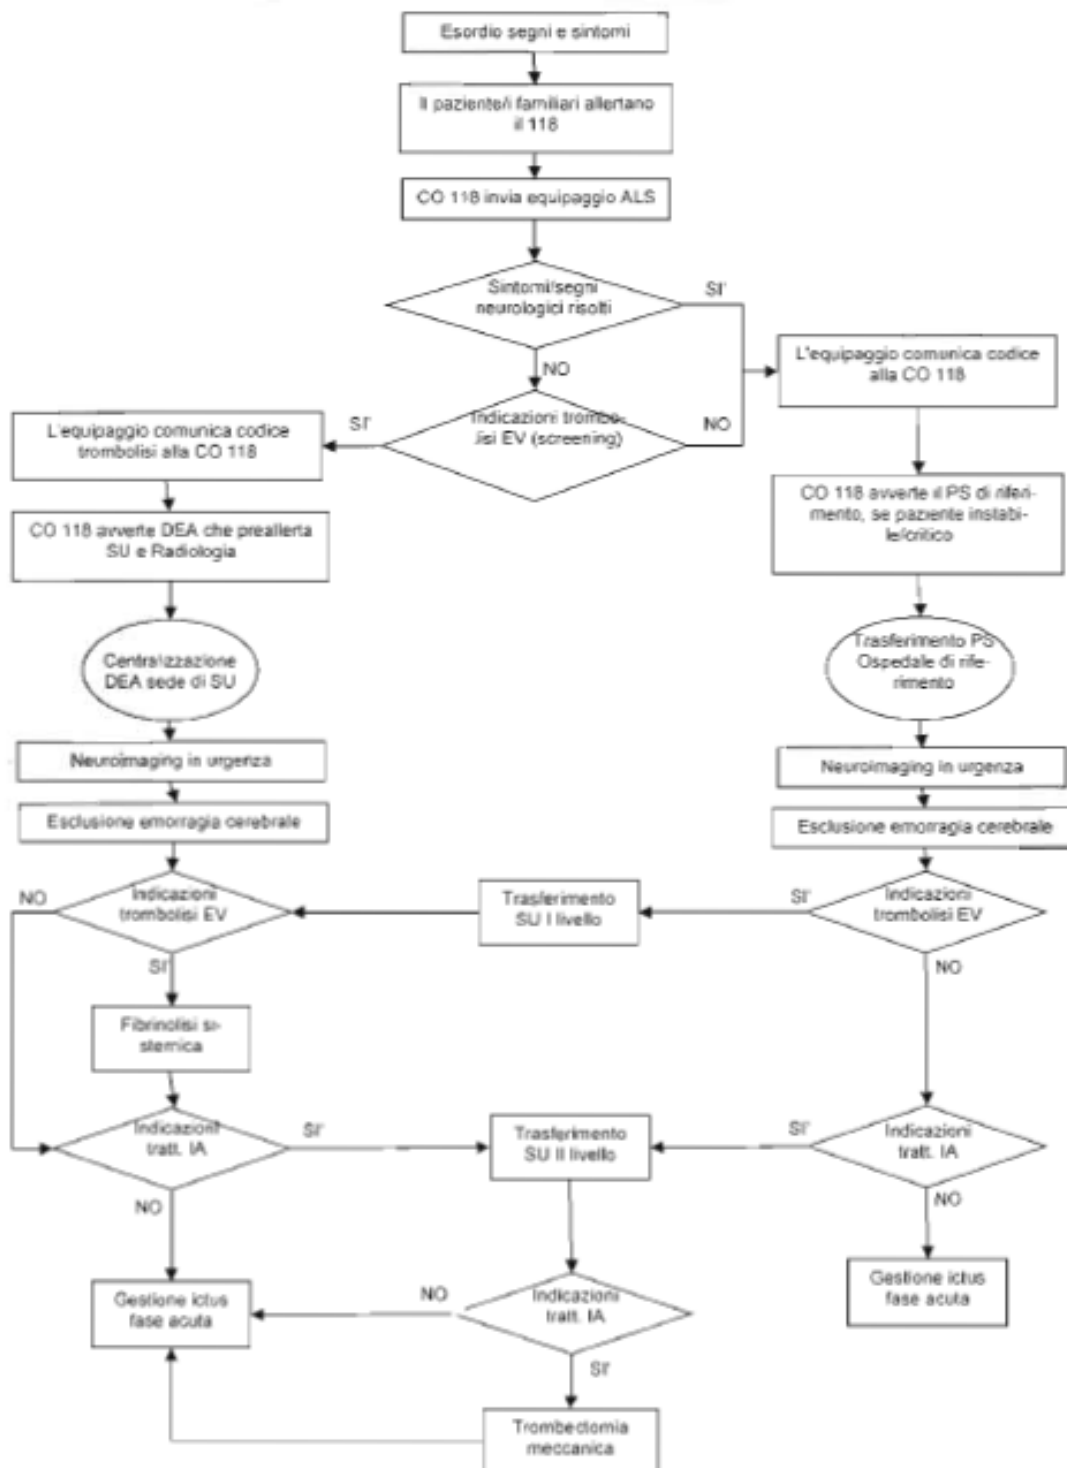 Esordio segni e sintomi
Il paziente/i familiari allertano
il 118
CO 118 invia equipaggio ALS
Sintomi/segni
neurologici risolti
SI'
NO
L'equipaggio comunica codice
alla CO 118
Indicazioni trombo-
lisi EV (screening)
SI'
NO
L'equipaggio comunica codice
trombolisi alla CO 118
CO 118 avverte il PS di riferi-
mento, se paziente instabi-
le/critico
CO 118 avverte DEA che preallerta
SU e Radiologia
Centralizzazione
DEA sede di SU
Trasferimento PS
Ospedale di rife-
rimento
Neuroimaging in urgenza
Neuroimaging in urgenza
Esclusione emorragia cerebrale
Esclusione emorragia cerebrale
NO
Indicazioni
trombolisi EV
Trasferimento
SU I livello
SI'
Indicazioni
trombolisi EV
SI'
NO
Fibrinolisi si-
stemica
Indicazioni
tratt. IA
SI'
Trasferimento
SU II livello
SI'
Indicazioni
tratt. IA
NO
NO
Gestione ictus
fase acuta
NO
Indicazioni
tratt. IA
Gestione ictus
fase acuta
SI'
Trombectomia
meccanica